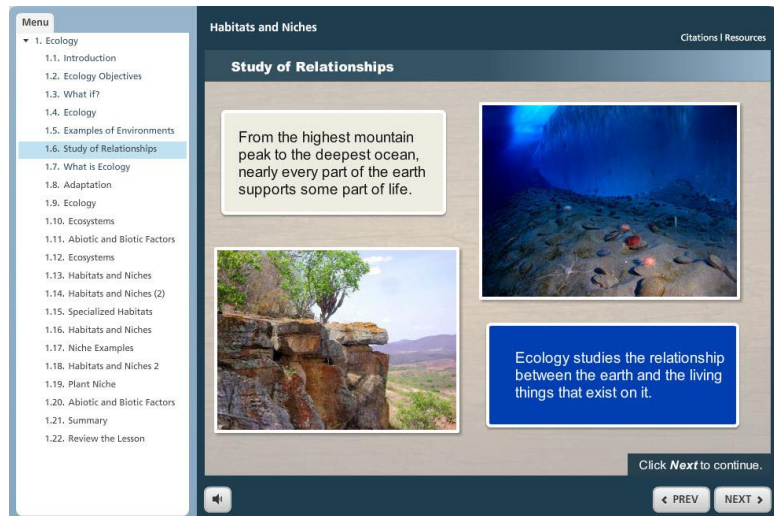 Menu
1. Ecology
1.1. Introduction
1.2. Ecology Objectives
1.3. What if?
1.4. Ecology
1.5. Examples of Environments
1.6. Study of Relationships
1.7. What is Ecology
1.8. Adaptation
1.9. Ecology
1.10. Ecosystems
1.11. Abiotic and Biotic Factors
1.12. Ecosystems
1.13. Habitats and Niches
1.14. Habitats and Niches (2)
1.15. Specialized Habitats
1.16. Habitats and Niches
1.17. Niche Examples
1.18. Habitats and Niches 2
1.19. Plant Niche
1.20. Abiotic and Biotic Factors
1.21. Summary
1.22. Review the Lesson
Habitats and Niches
Citations | Resources
Study of Relationships
From the highest mountain
peak to the deepest ocean,
nearly every part of the earth
supports some part of life.
Ecology studies the relationship
between the earth and the living
things that exist on it.
Click Next to continue.
PREV
NEXT